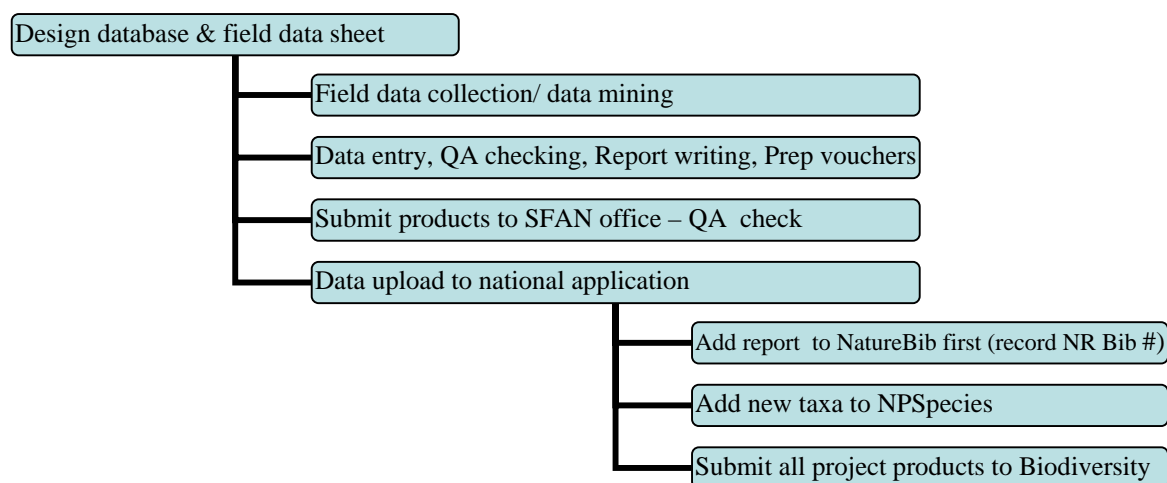 Design database & field data sheet
Field data collection/ data mining
Data entry, QA checking, Report writing, Prep vouchers
Submit products to SFAN office – QA check
Data upload to national application
Add report to NatureBib first (record NR Bib #)
Add new taxa to NPSpecies
Submit all project products to Biodiversity